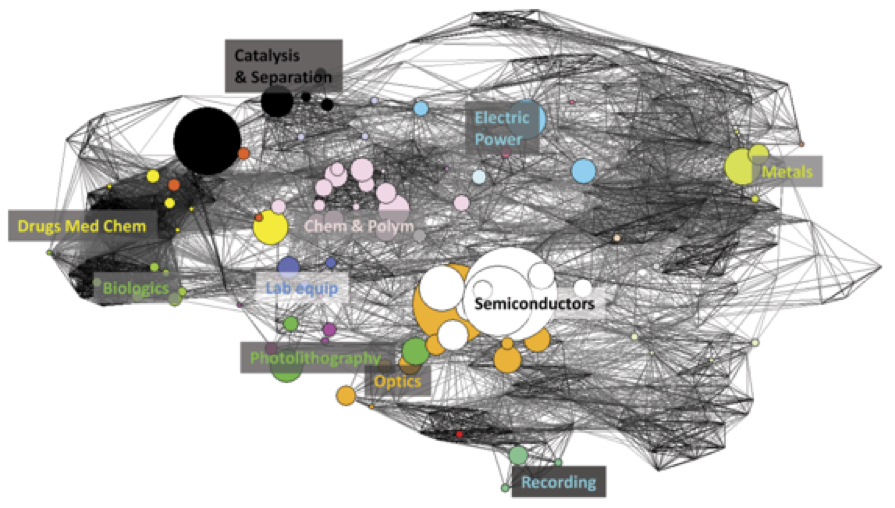 Catalysis
& Separation
Electric
Power
Metals
Drugs Med Chem
Chem & Polym
Biologics
Lab equip
Semiconductors
Photolithography
Optics
Recording